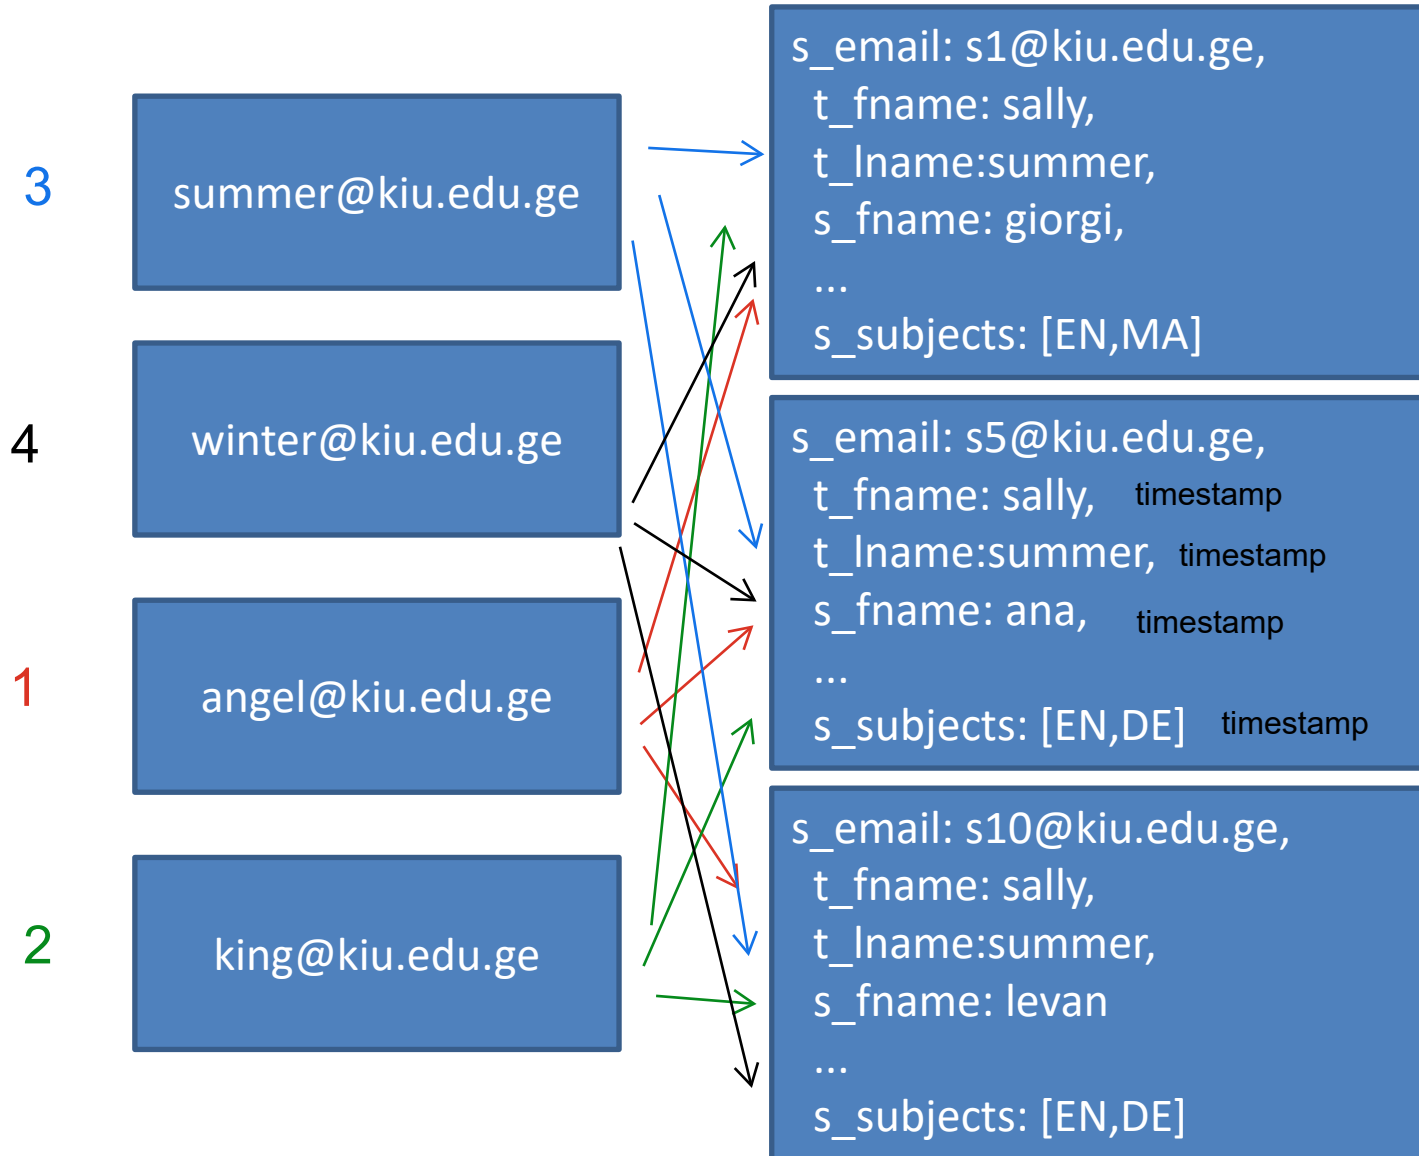 3
summer@kiu.edu.ge
4
winter@kiu.edu.ge
1
angel@kiu.edu.ge
2
king@kiu.edu.ge
s_email: s1@kiu.edu.ge,
t_fname: sally,
t_lname:summer,
s_fname: giorgi,
...
s_subjects: [EN,MA]
s_email: s5@kiu.edu.ge,
t_fname: sally, timestamp
t_lname:summer, timestamp
s_fname: ana, timestamp
...
s_subjects: [EN,DE] timestamp
s_email: s10@kiu.edu.ge,
t_fname: sally,
t_lname:summer,
s_fname: levan
...
s_subjects: [EN,DE]